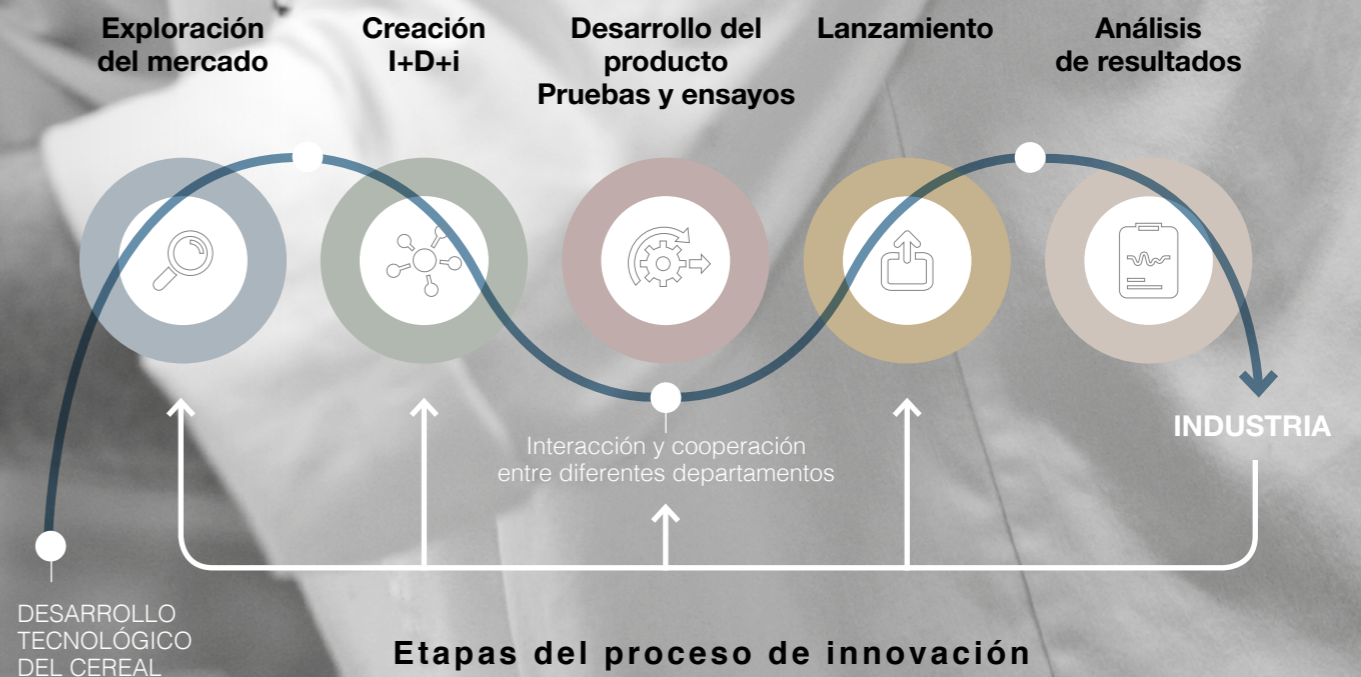 Exploración
del mercado
Creación
I+D+i
Desarrollo del
producto
Pruebas y ensayos
Lanzamiento
Análisis
de resultados
INDUSTRIA
Interacción y cooperación
entre diferentes departamentos
DESARROLLO
TECNOLÓGICO
DEL CEREAL
Etapas del proceso de innovación